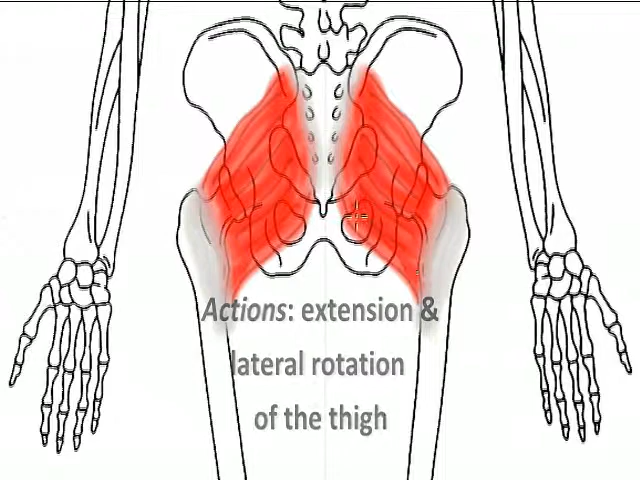 Actions: extension &
lateral rotation
of the thigh